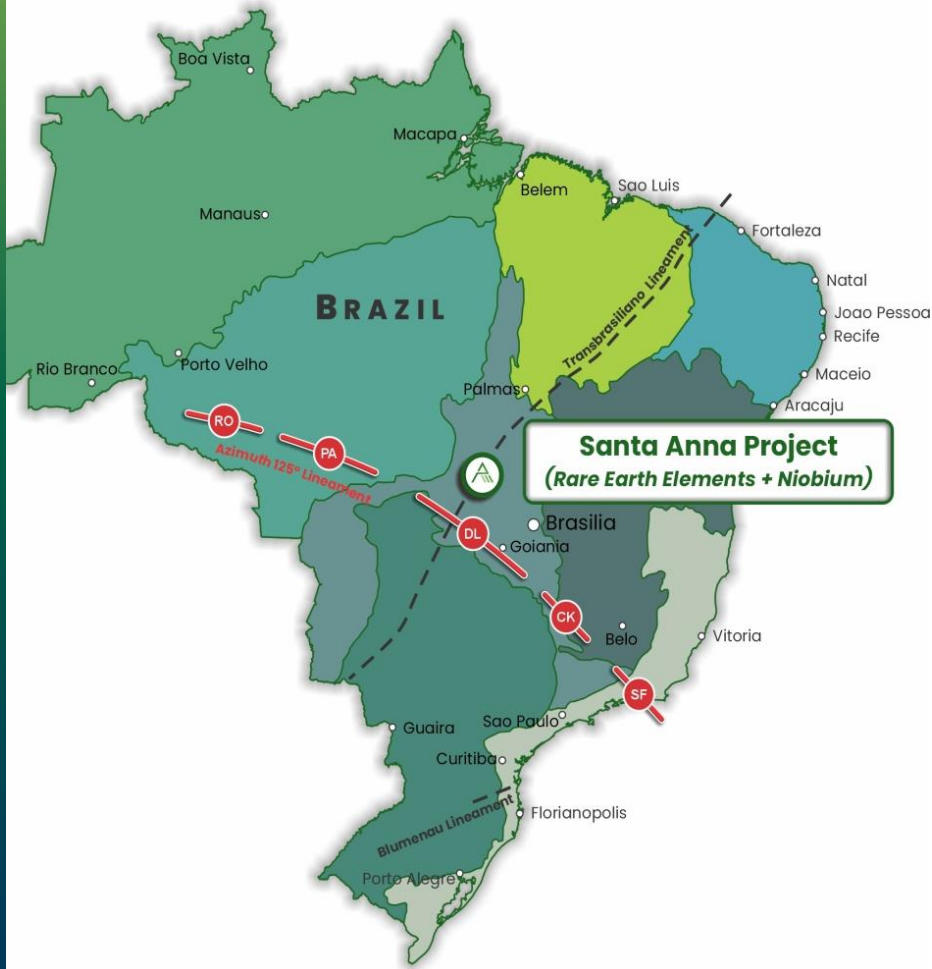 Boa Vista
Macapa
Belem
Sao Luis
Manaus
Fortaleza
Transbrasiliano Lineament
Natal
BRAZIL
Joao Pessoa
Recife
Porto Velho
Rio Branco
Maceio
Palmas
Aracaju
RO
PA
Azimuth 125° Lineament
Santa Anna Project
(Rare Earth Elements + Niobium)
DL
Brasilia
Goiania
CK
Belo
Vitoria
SF
Sao Paulo
Guaira
Curitiba
Florianopolis
Blumenau Lineament
Porto Alegre